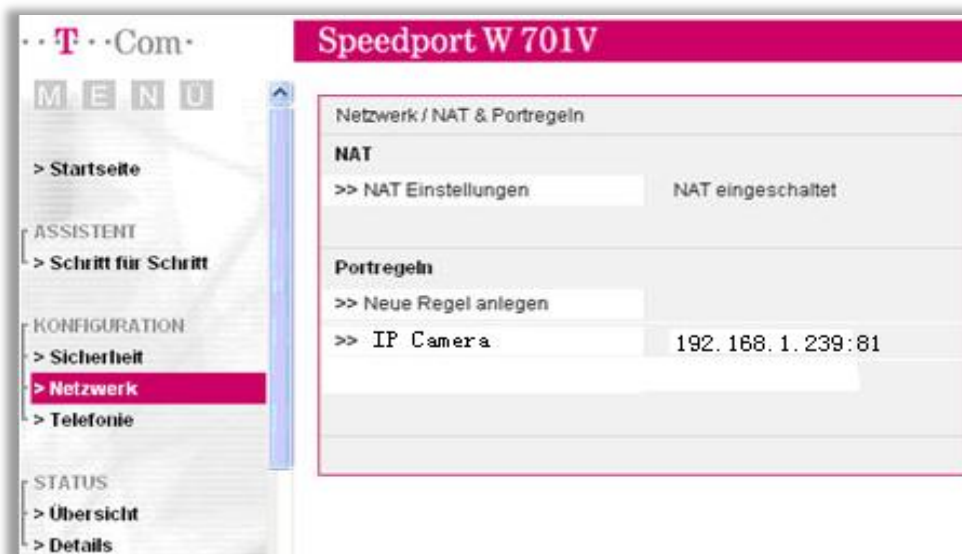 ··T··Com·
Speedport W 701V
MENÜ
> Startseite
ASSISTENT
> Schritt für Schritt
KONFIGURATION
> Sicherheit
> Netzwerk
> Telefonie
STATUS
> Übersicht
> Details
Netzwerk / NAT & Portregeln
NAT
>> NAT Einstellungen NAT eingeschaltet
Portregeln
>> Neue Regel anlegen
>> IP Camera 192.168.1.239:81